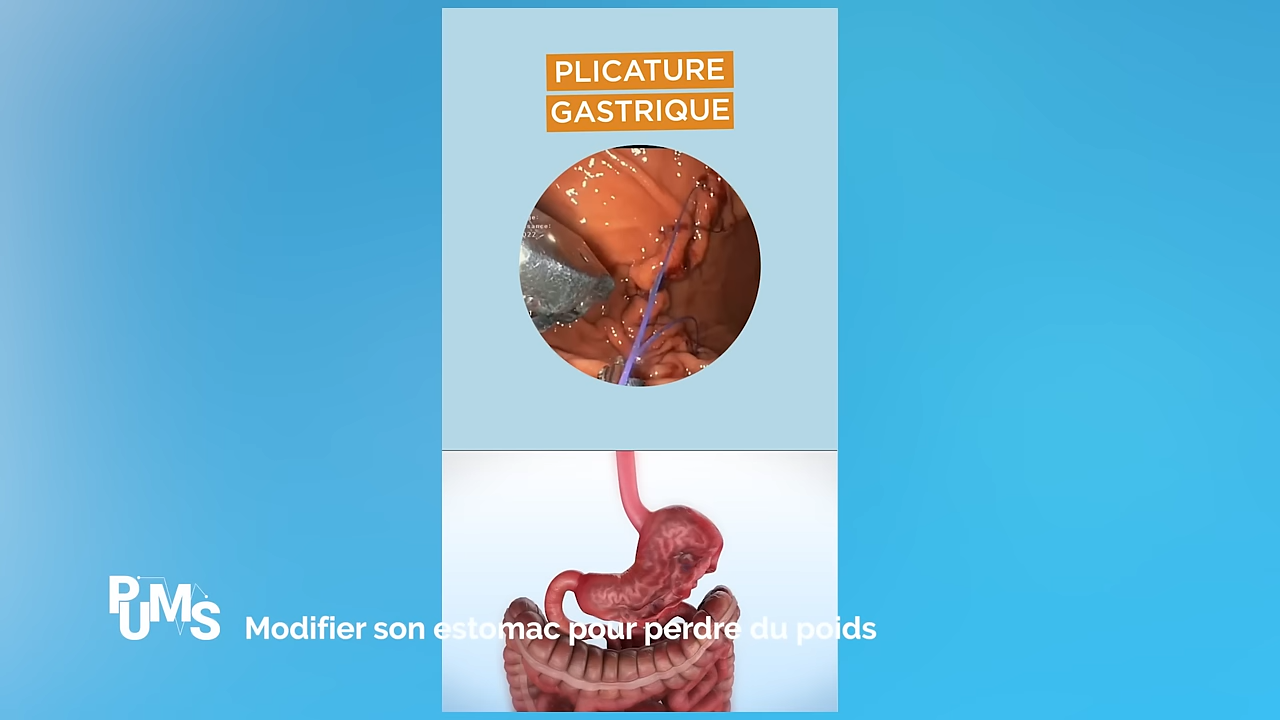 PLICATURE
GASTRIQUE
PUMS
Modifier son estomac pour perdre du poids